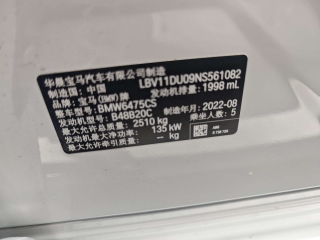 华晨宝马汽车有限公司制造
LBV11DU09NS561082
品牌: 宝马(BMW)牌 发动机排量: 1998 mL
整车型号: BMW6475CS
发动机型号: B48B20C 制造年月: 2022-08
最大允许总质量: 2510 kg 乘坐人数: 5
发动机最大净功率: 135 kW
最大允许牵引质量: -- kg